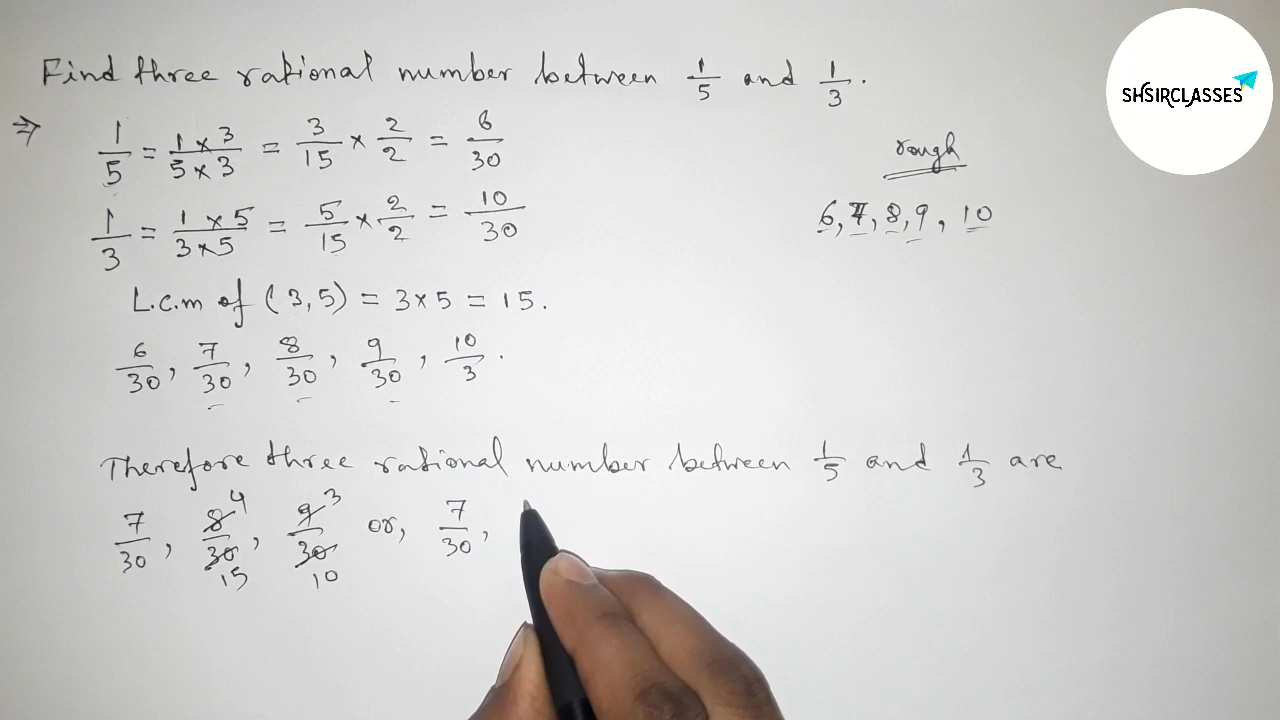 Find three rational number between 1/5 and 1/3.
SHSIRCLASSES
⇒ 1/5 = 1×3/5×3 = 3/15 × 2/2 = 6/30
rough
1/3 = 1×5/3×5 = 5/15 × 2/2 = 10/30
6, 7, 8, 9, 10
L.c.m of (3,5) = 3×5 = 15.
6/30, 7/30, 8/30, 9/30, 10/3.
Therefore three rational number between 1/5 and 1/3 are
7/30, 8/30 4/15, 9/30 3/10 or, 7/30,